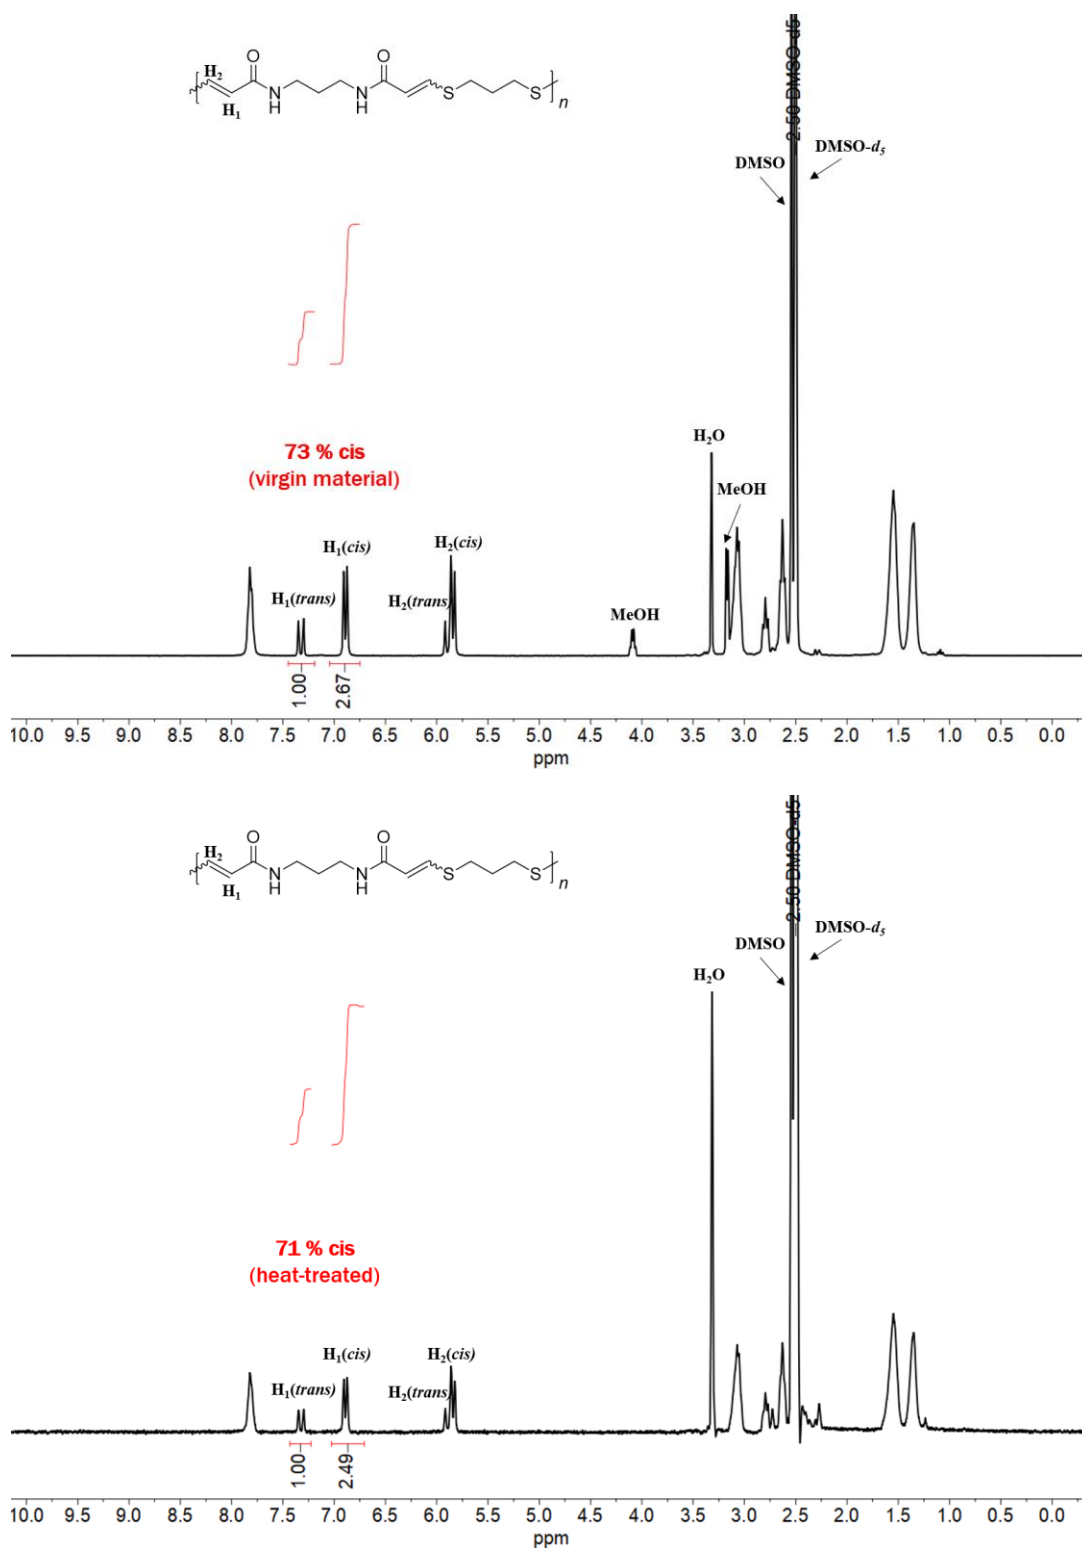 O
O
H₂
N
H
N
H
S
S
n
H₁
2.50 DMSO-d5
DMSO
DMSO-d₅
73 % cis
(virgin material)
H₂O
MeOH
H₁(cis)
H₂(cis)
H₁(trans)
H₂(trans)
MeOH
1.00
2.67
10.0 9.5 9.0 8.5 8.0 7.5 7.0 6.5 6.0 5.5 5.0 4.5 4.0 3.5 3.0 2.5 2.0 1.5 1.0 0.5 0.0
ppm
O
O
H₂
N
H
N
H
S
S
n
H₁
2.50 DMSO-d5
DMSO
DMSO-d₅
H₂O
71 % cis
(heat-treated)
H₁(cis)
H₂(cis)
H₁(trans)
H₂(trans)
1.00
2.49
10.0 9.5 9.0 8.5 8.0 7.5 7.0 6.5 6.0 5.5 5.0 4.5 4.0 3.5 3.0 2.5 2.0 1.5 1.0 0.5 0.0
ppm